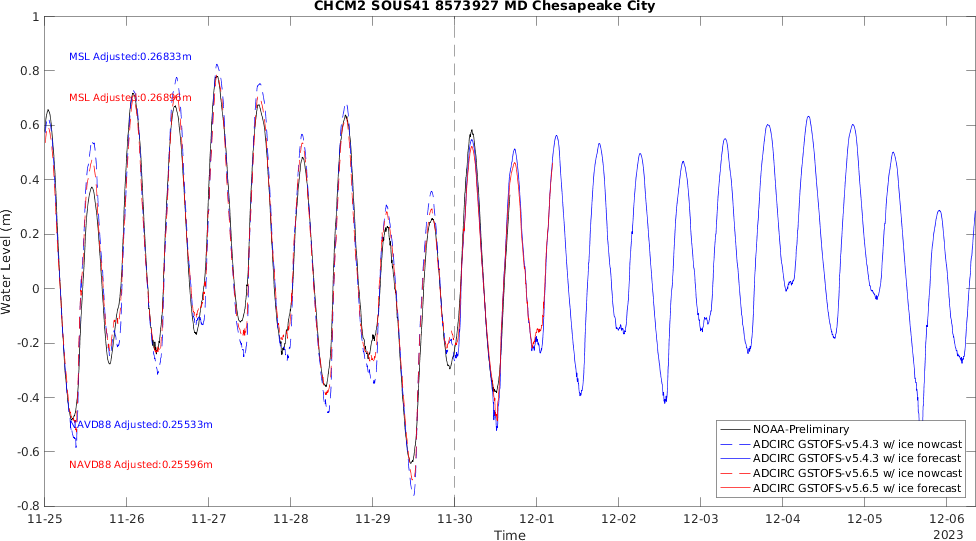 CHCM2 SOUS41 8573927 MD Chesapeake City
1
0.8
0.6
0.4
0.2
0
-0.2
-0.4
-0.6
-0.8
Water Level (m)
MSL Adjusted:0.26833m
MSL Adjusted:0.26896m
NAVD88 Adjusted:0.25533m
NAVD88 Adjusted:0.25596m
NOAA-Preliminary
ADCIRC GSTOFS-v5.4.3 w/ ice nowcast
ADCIRC GSTOFS-v5.4.3 w/ ice forecast
ADCIRC GSTOFS-v5.6.5 w/ ice nowcast
ADCIRC GSTOFS-v5.6.5 w/ ice forecast
11-25 11-26 11-27 11-28 11-29 11-30 12-01 12-02 12-03 12-04 12-05 12-06
2023
Time